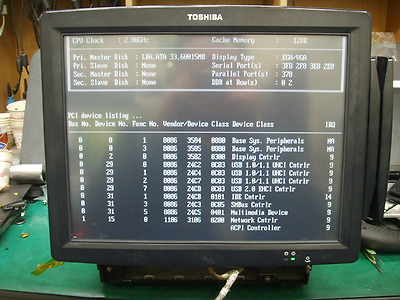 TOSHIBA
CPU Clock : 2.00GHz Cache Memory : 128K
Pri. Master Disk : LBA,ATA 33,60015MB Display Type : EGA/VGA
Pri. Slave Disk : None Serial Port(s) : 3F8 2F8 3E8 2E8
Sec. Master Disk : None Parallel Port(s) : 378
Sec. Slave Disk : None DDR at Row(s) : 0 2
PCI device listing ...
Bus No. Device No. Func No. Vendor/Device Class Device Class IRQ
0 0 1 8086 3584 0880 Base Sys. Peripherals NA
0 0 3 8086 3585 0880 Base Sys. Peripherals NA
0 2 0 8086 3582 0300 Display Cntrlr 9
0 29 0 8086 24C2 0C03 USB 1.0/1.1 UHCI Cntrlr 9
0 29 1 8086 24C4 0C03 USB 1.0/1.1 UHCI Cntrlr 9
0 29 2 8086 24C7 0C03 USB 1.0/1.1 UHCI Cntrlr 9
0 29 7 8086 24CD 0C03 USB 2.0 EHCI Cntrlr 9
0 31 1 8086 24CB 0101 IDE Cntrlr 14
0 31 3 8086 24C3 0C05 SMBus Cntrlr 9
0 31 5 8086 24C5 0401 Multimedia Device 9
1 15 0 1106 3106 0200 Network Cntrlr 9
ACPI Controller 9